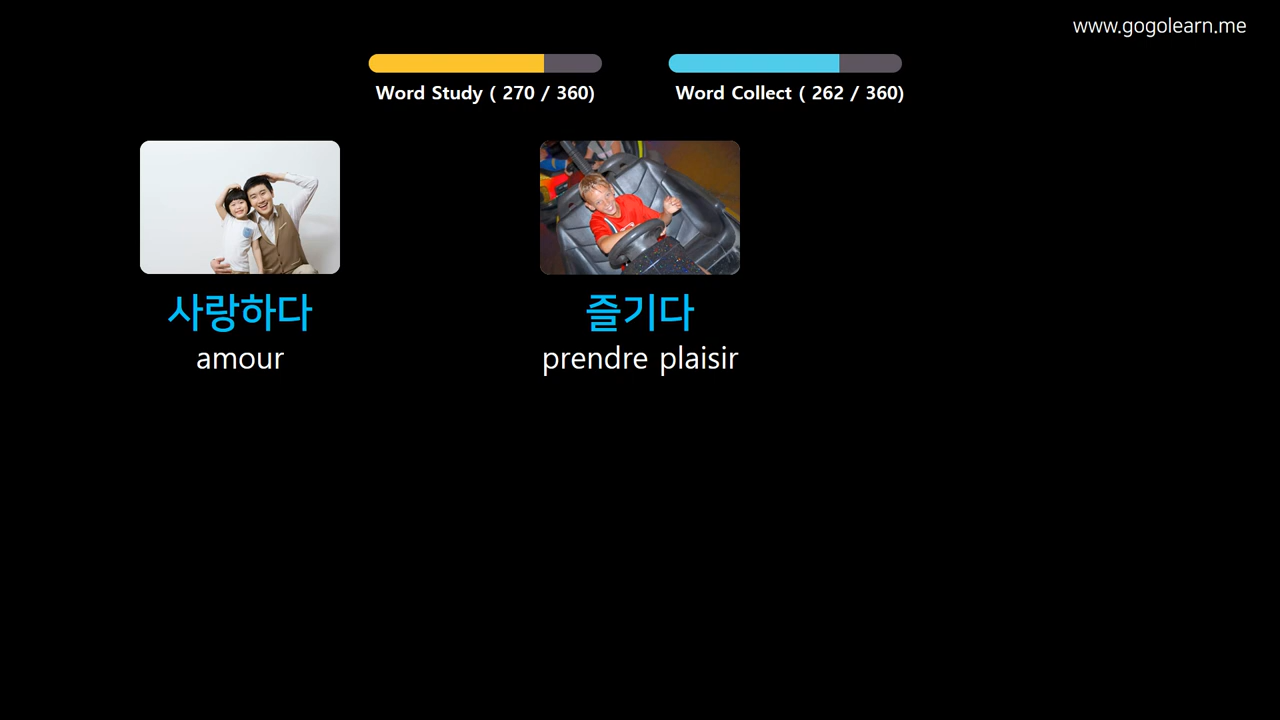 www.gogolearn.me
Word Study ( 270 / 360)
Word Collect ( 262 / 360)
사랑하다
amour
즐기다
prendre plaisir